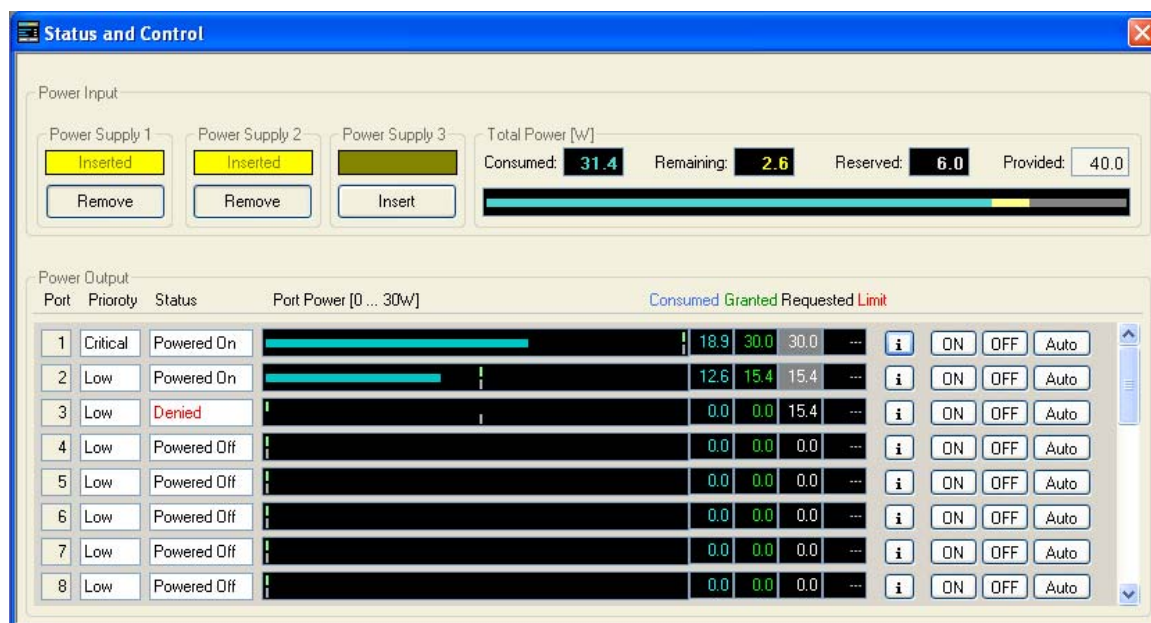 Status and Control
Power Input
Power Supply 1 Power Supply 2 Power Supply 3 Total Power [W]
Inserted Inserted Consumed: 31.4 Remaining: 2.6 Reserved: 6.0 Provided: 40.0
Remove Remove Insert
Power Output
Port Prioroty Status Port Power [0 ... 30W] Consumed Granted Requested Limit
1 Critical Powered On 18.9 30.0 30.0 --- i ON OFF Auto
2 Low Powered On 12.6 15.4 15.4 --- i ON OFF Auto
3 Low Denied 0.0 0.0 15.4 --- i ON OFF Auto
4 Low Powered Off 0.0 0.0 0.0 --- i ON OFF Auto
5 Low Powered Off 0.0 0.0 0.0 --- i ON OFF Auto
6 Low Powered Off 0.0 0.0 0.0 --- i ON OFF Auto
7 Low Powered Off 0.0 0.0 0.0 --- i ON OFF Auto
8 Low Powered Off 0.0 0.0 0.0 --- i ON OFF Auto